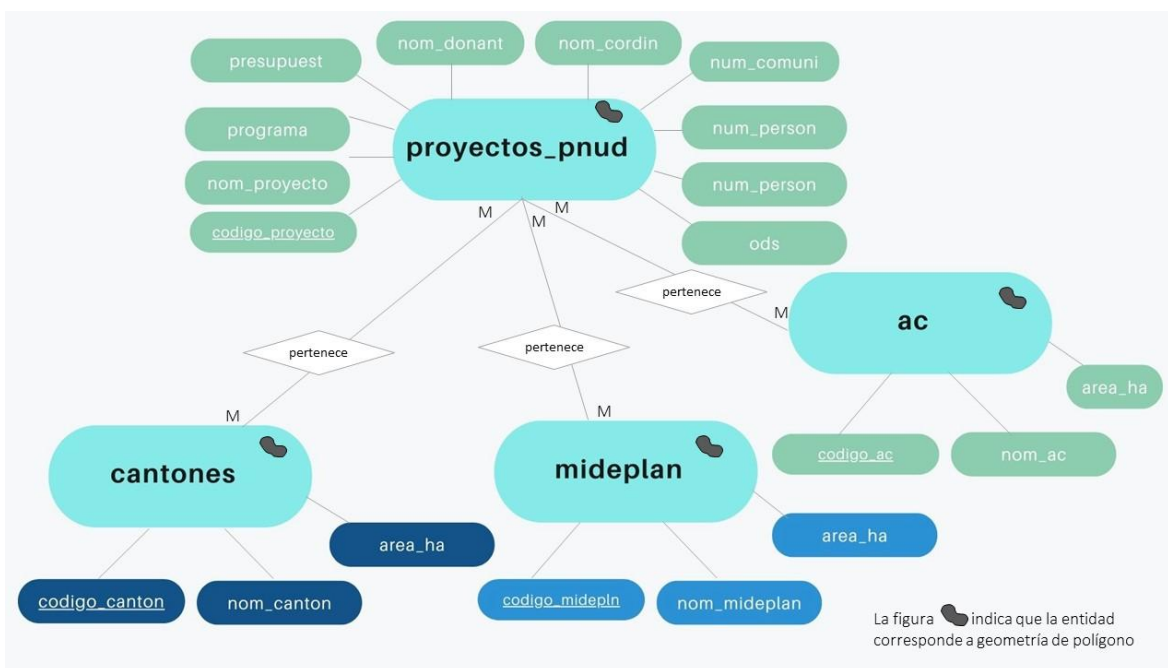 nom_donant
nom_cordin
presupuest
num_comuni
programa
proyectos_pnud
num_person
nom_proyecto
num_person
codigo_proyecto
ods
M
M
M
pertenece
M
ac
pertenece
pertenece
area_ha
M
M
codigo_ac
nom_ac
cantones
mideplan
area_ha
area_ha
codigo_canton
nom_canton
codigo_midepln
nom_mideplan
La figura indica que la entidad
corresponde a geometría de polígono